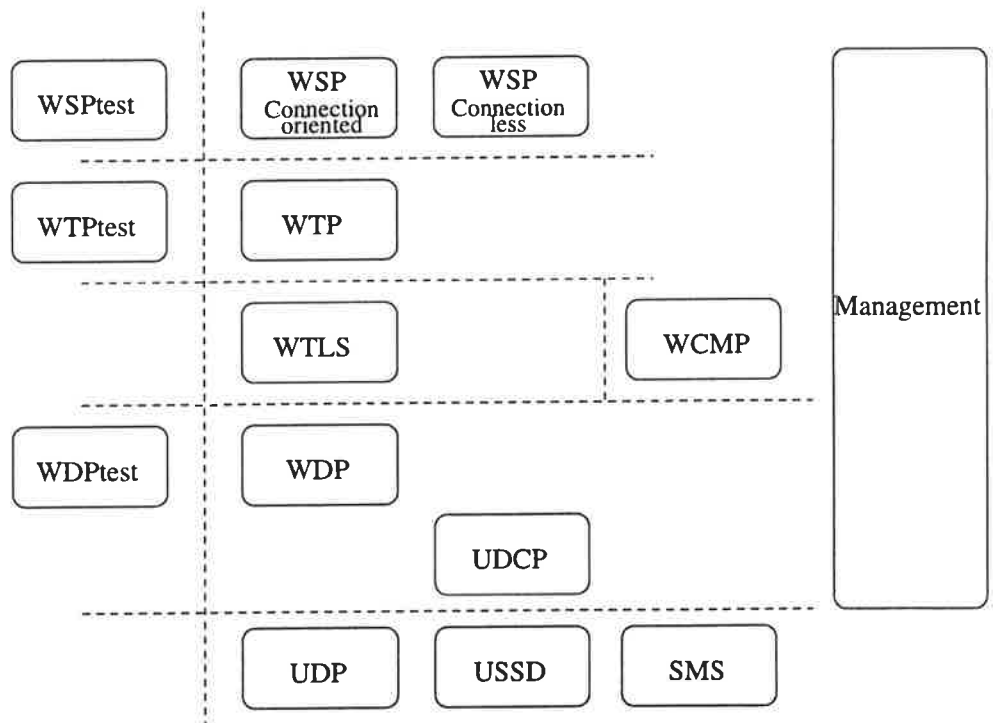 WSPtest
WSP
Connection
oriented
WSP
Connection
less
WTPtest
WTP
Management
WTLS
WCMP
WDPtest
WDP
UDCP
UDP
USSD
SMS